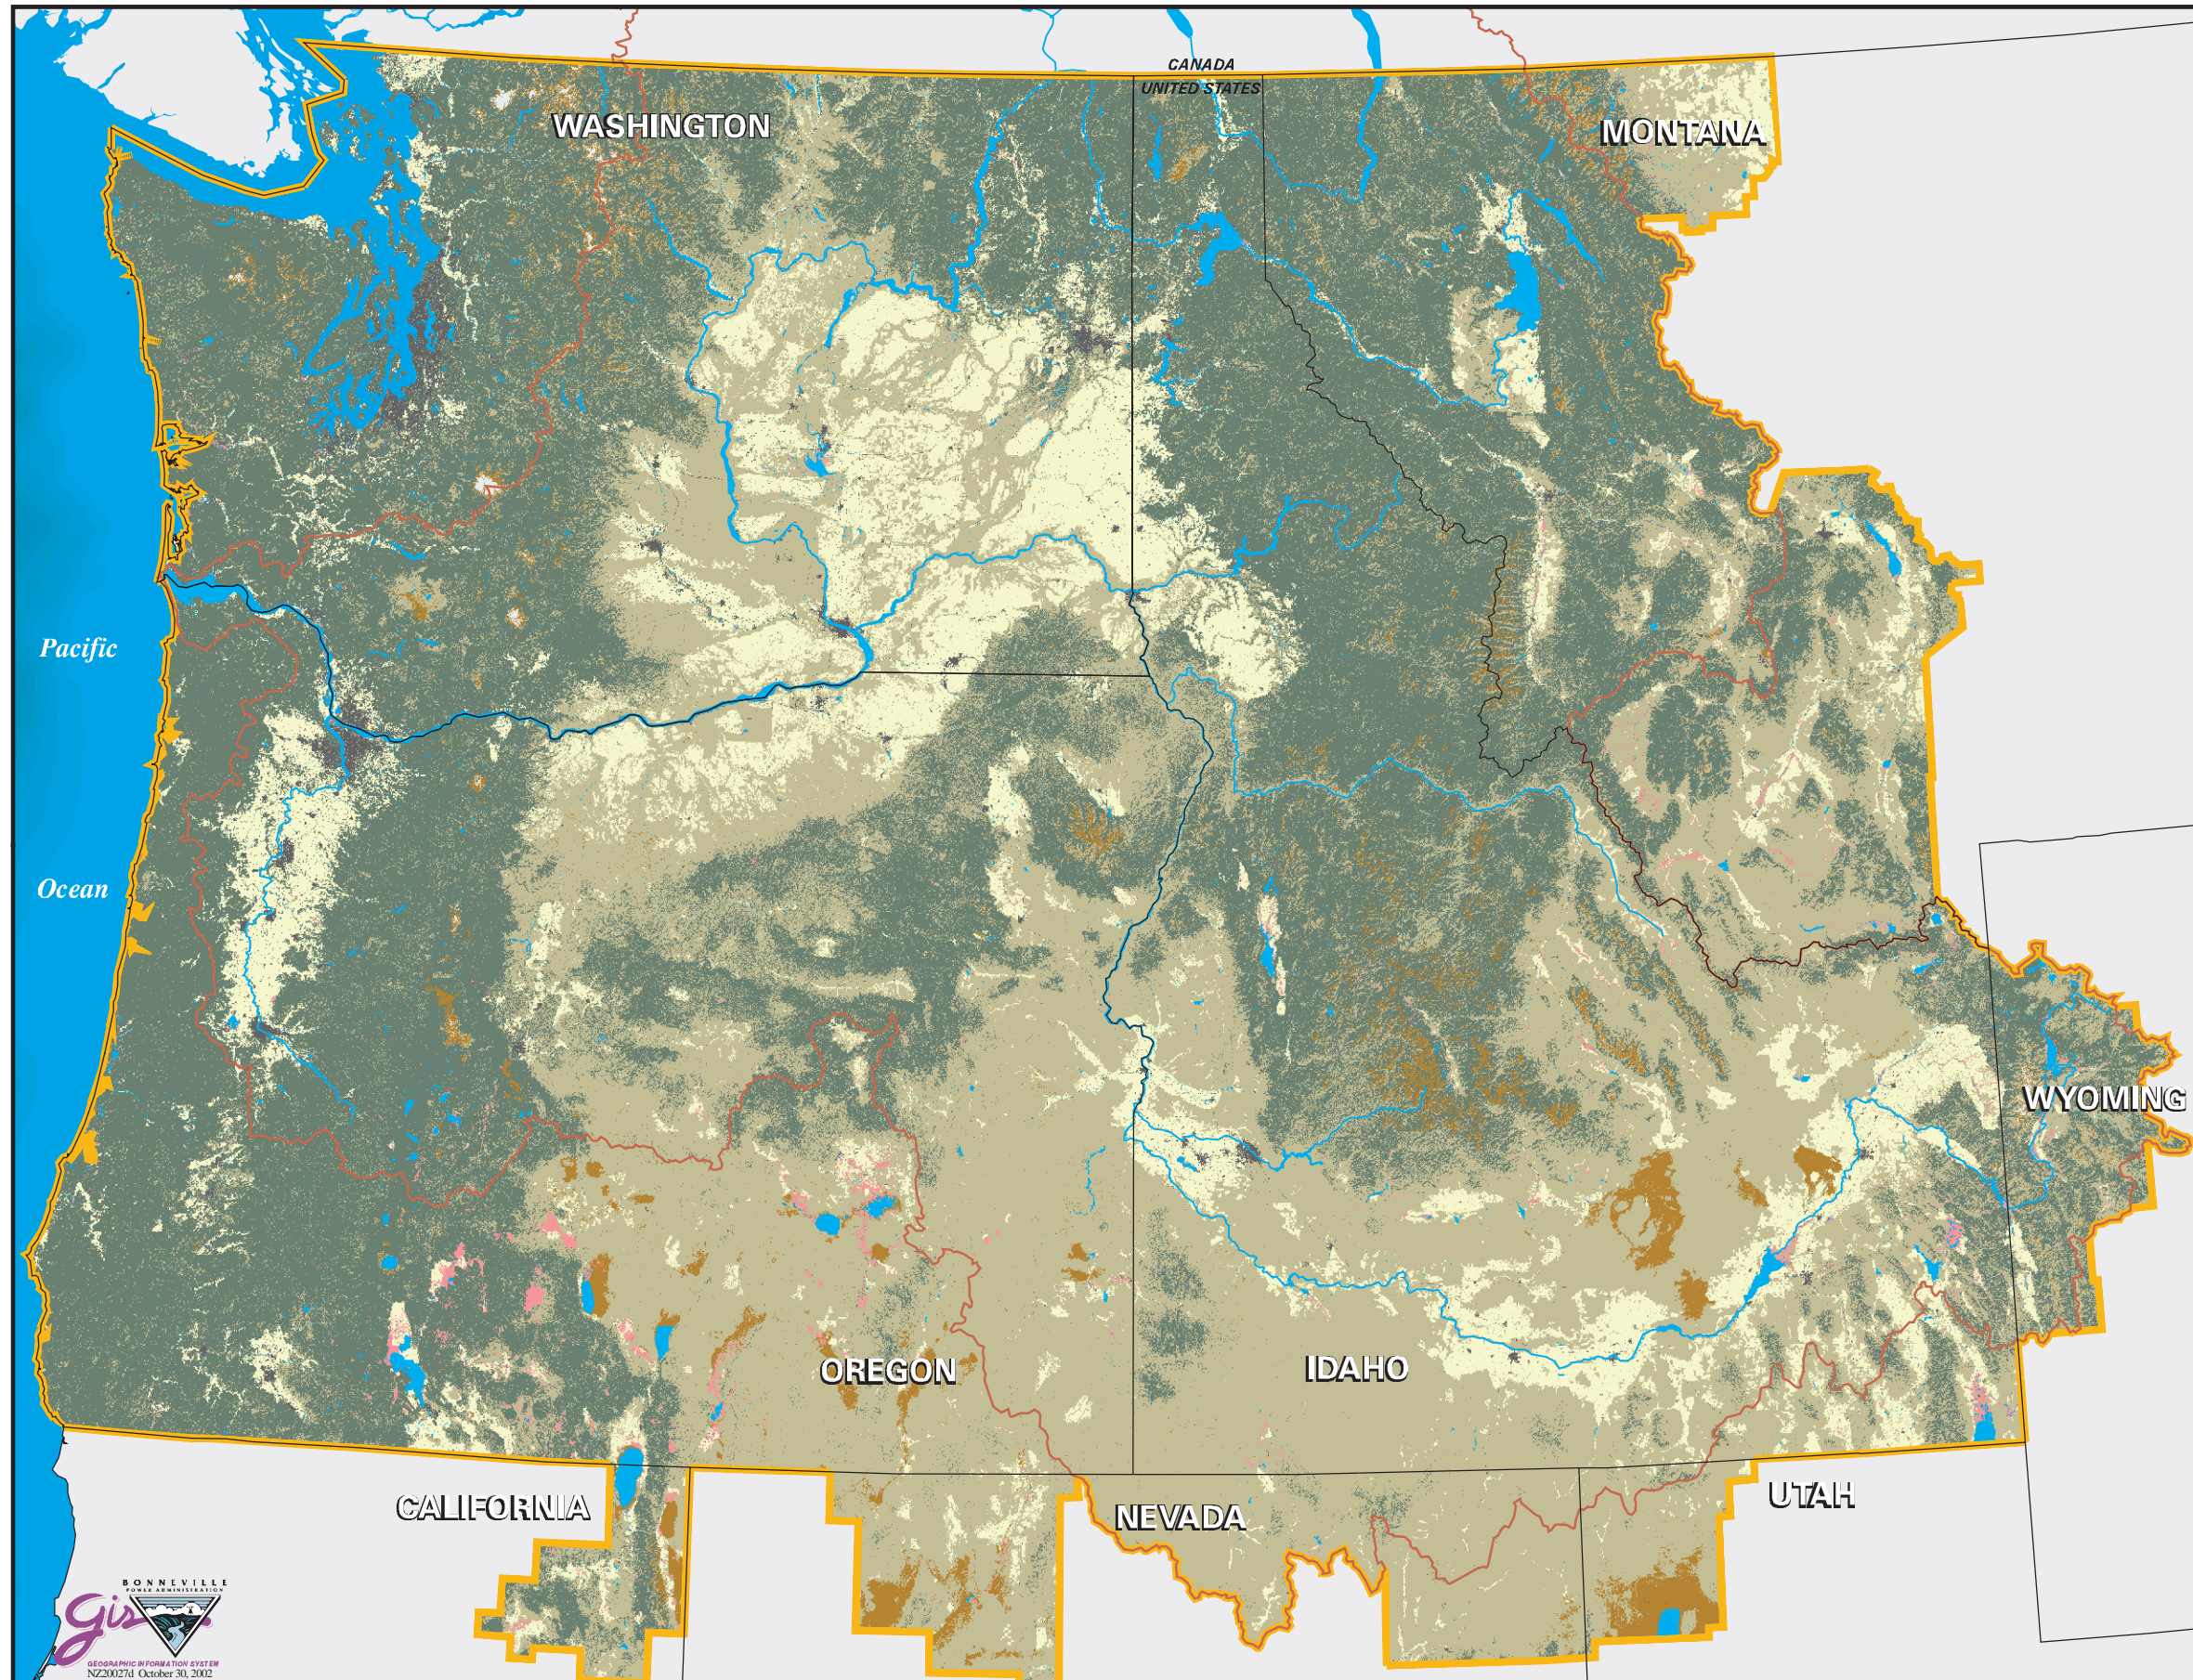 CANADA
UNITED STATES
WASHINGTON
MONTANA
Pacific
Ocean
WYOMING
OREGON
IDAHO
CALIFORNIA
NEVADA
UTAH
BONNEVILLE
POWER ADMINISTRATION
gis
GEOGRAPHIC INFORMATION SYSTEM
NZ20027d October 30, 2002